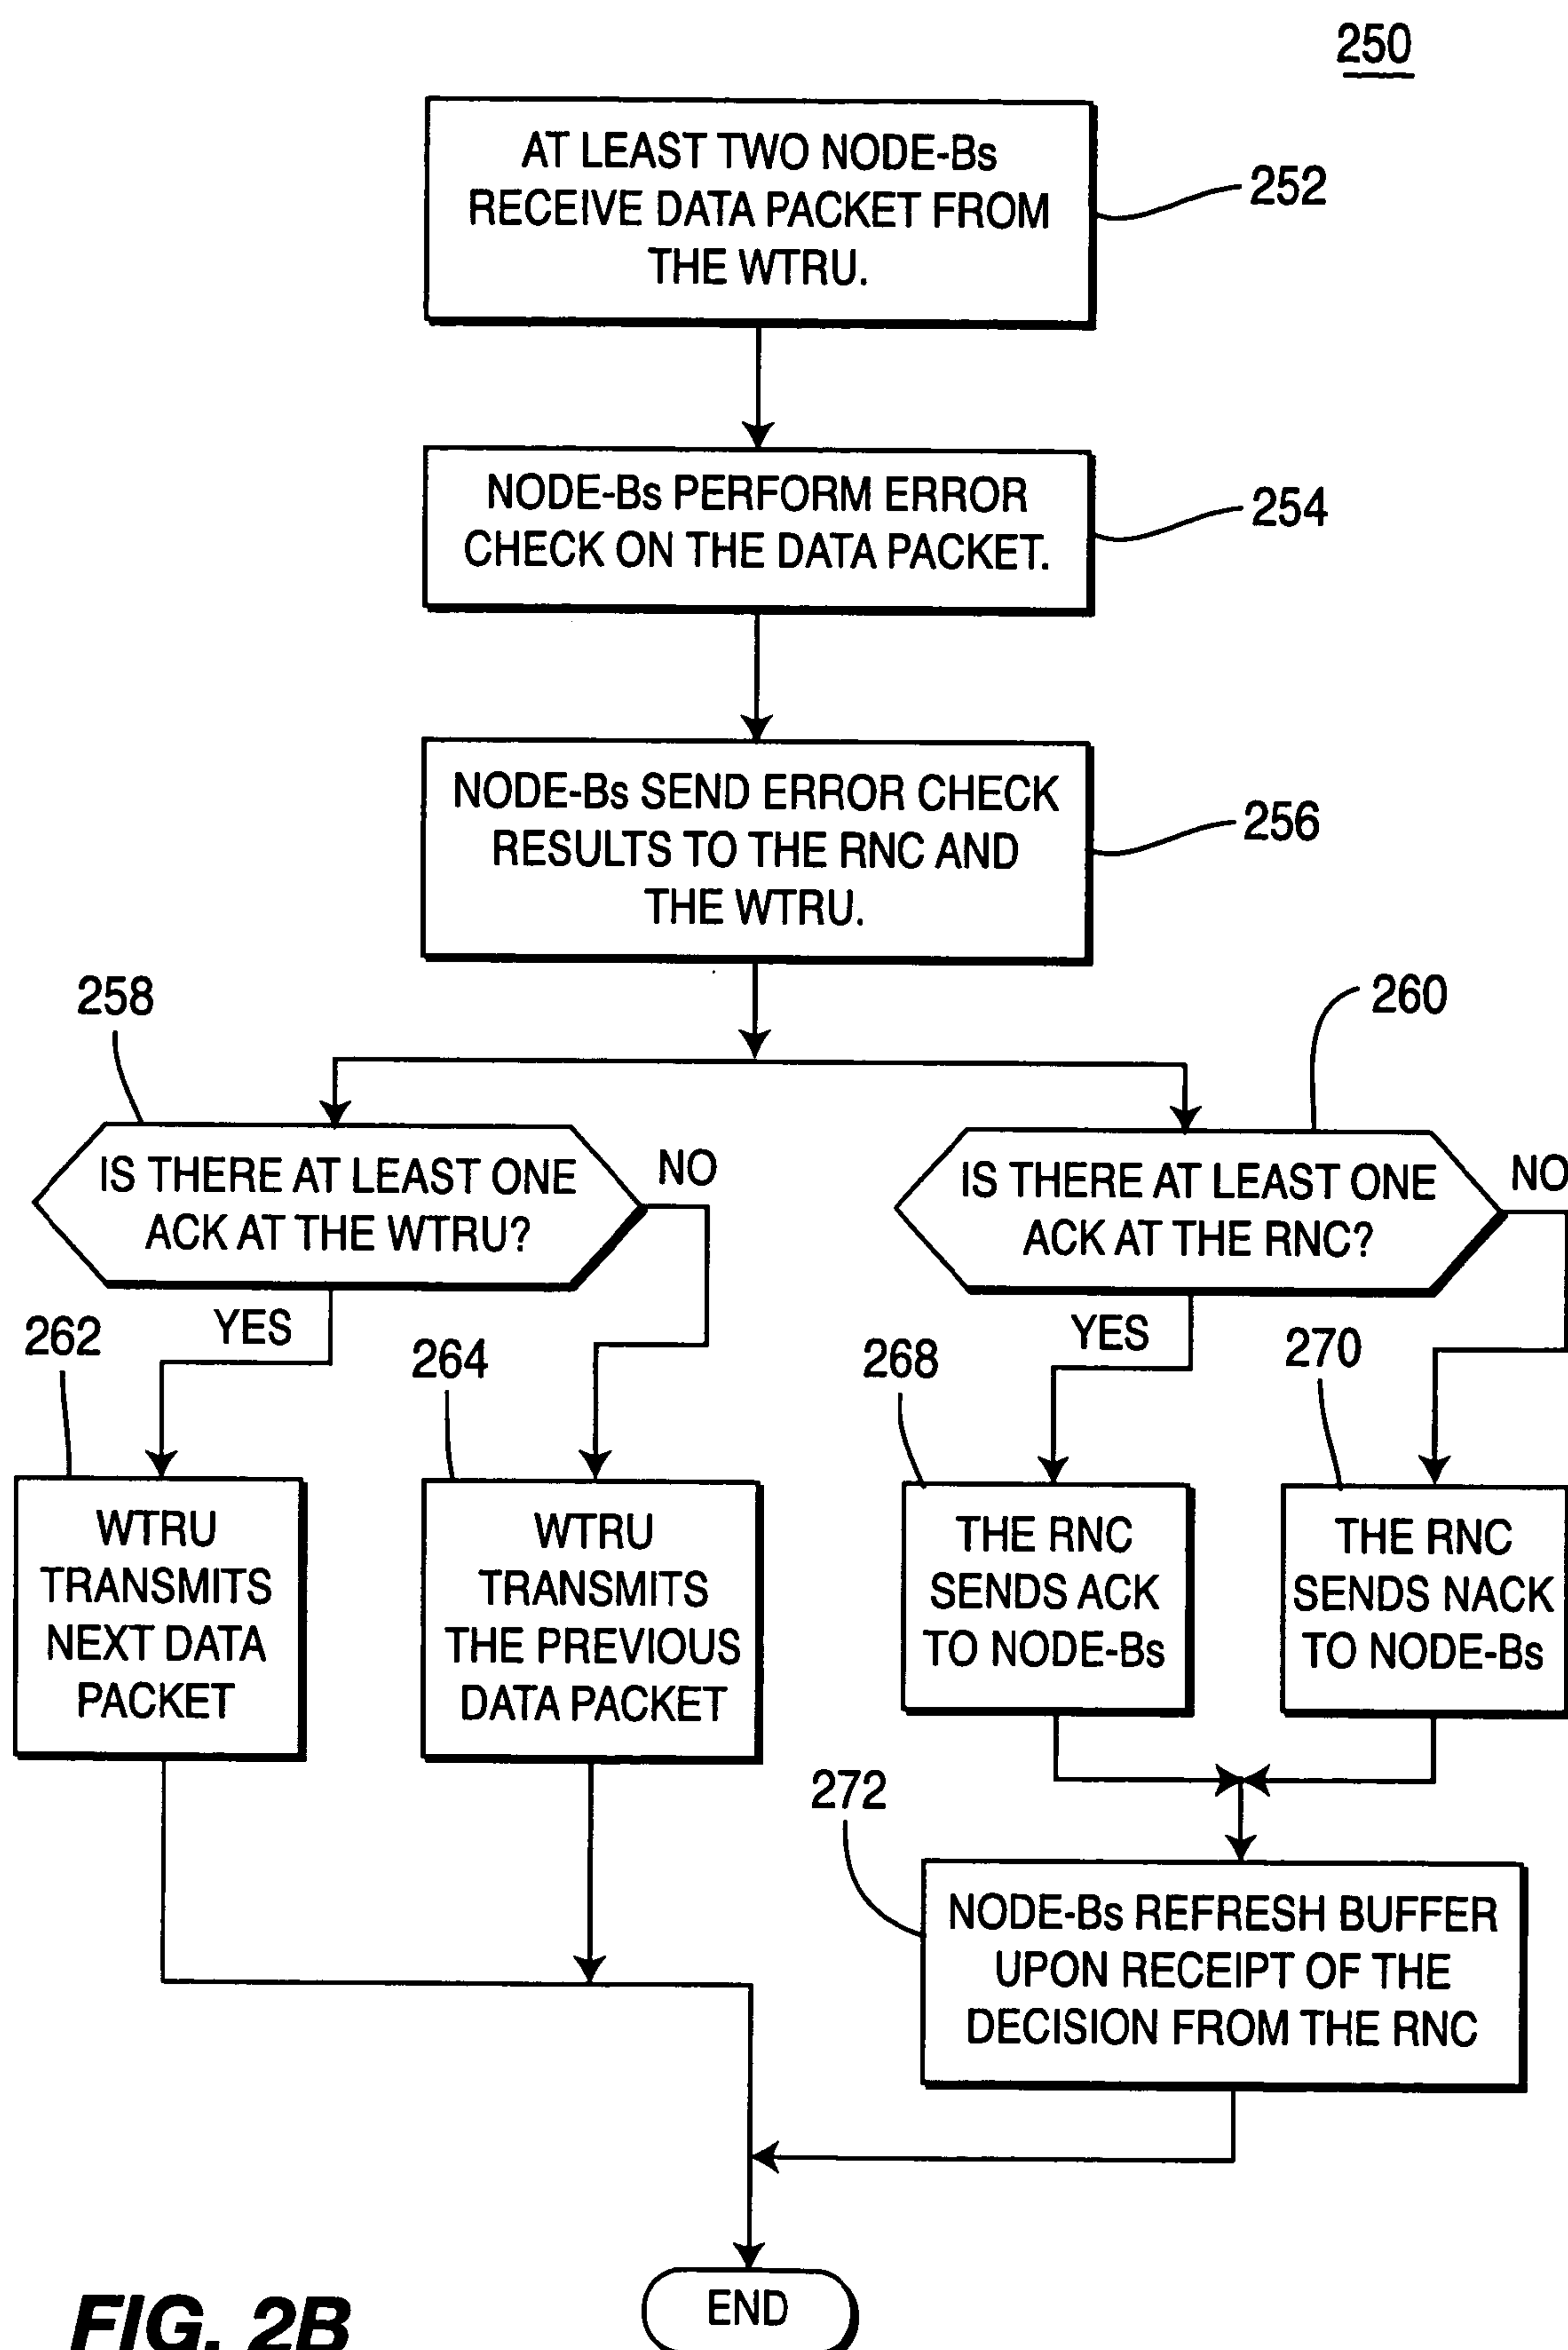 250
AT LEAST TWO NODE-Bs
RECEIVE DATA PACKET FROM
THE WTRU.
252
NODE-Bs PERFORM ERROR
CHECK ON THE DATA PACKET.
254
NODE-Bs SEND ERROR CHECK
RESULTS TO THE RNC AND
THE WTRU.
256
258
IS THERE AT LEAST ONE
ACK AT THE WTRU?
NO
YES
260
IS THERE AT LEAST ONE
ACK AT THE RNC?
NO
YES
262
WTRU
TRANSMITS
NEXT DATA
PACKET
264
WTRU
TRANSMITS
THE PREVIOUS
DATA PACKET
268
THE RNC
SENDS ACK
TO NODE-Bs
270
THE RNC
SENDS NACK
TO NODE-Bs
272
NODE-Bs REFRESH BUFFER
UPON RECEIPT OF THE
DECISION FROM THE RNC
END
FIG. 2B